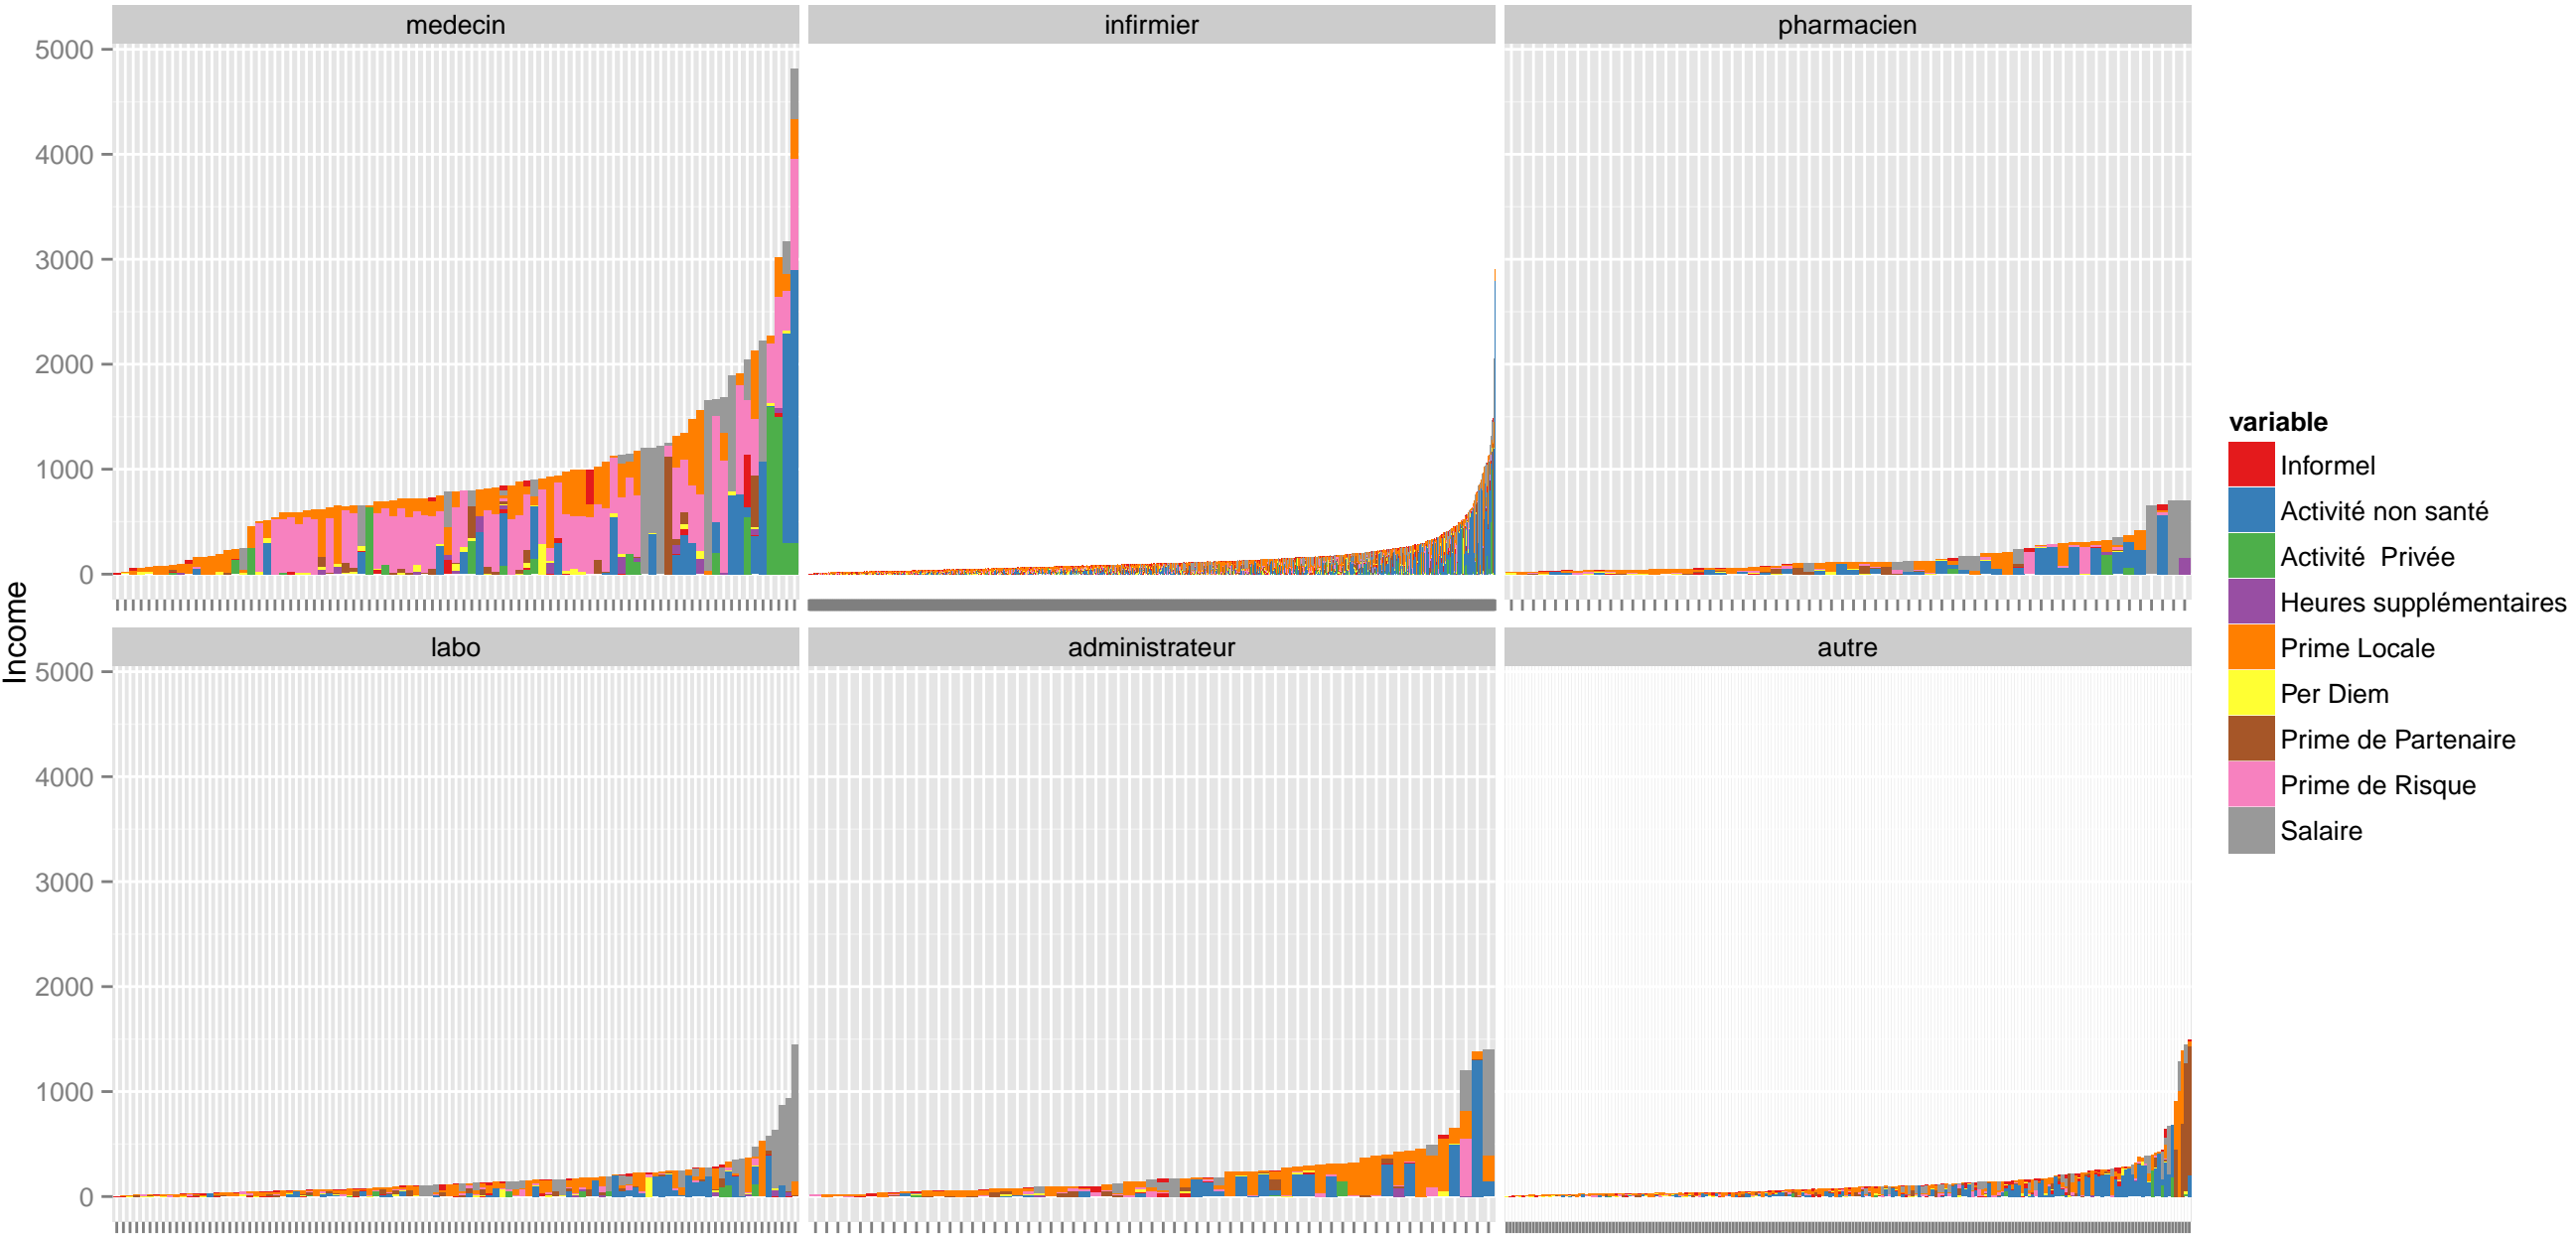 medecin
infirmier
pharmacien
5000
4000
3000
2000
1000
0
Income
labo
administrateur
autre
5000
4000
3000
2000
1000
0
variable
Informel
Activité non santé
Activité  Privée
Heures supplémentaires
Prime Locale
Per Diem
Prime de Partenaire
Prime de Risque
Salaire